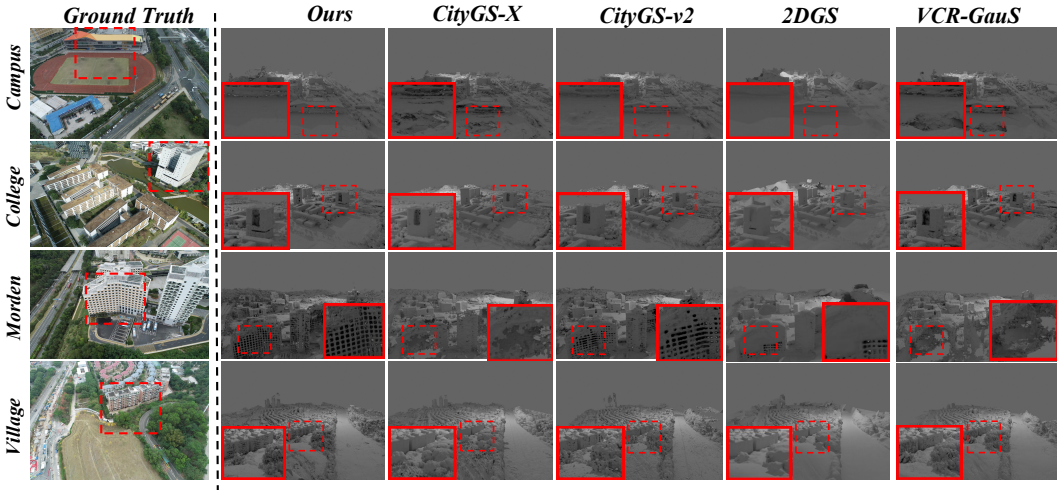 Ground Truth Ours CityGS-X CityGS-v2 2DGS VCR-GauS
Campus
College
Morden
Village